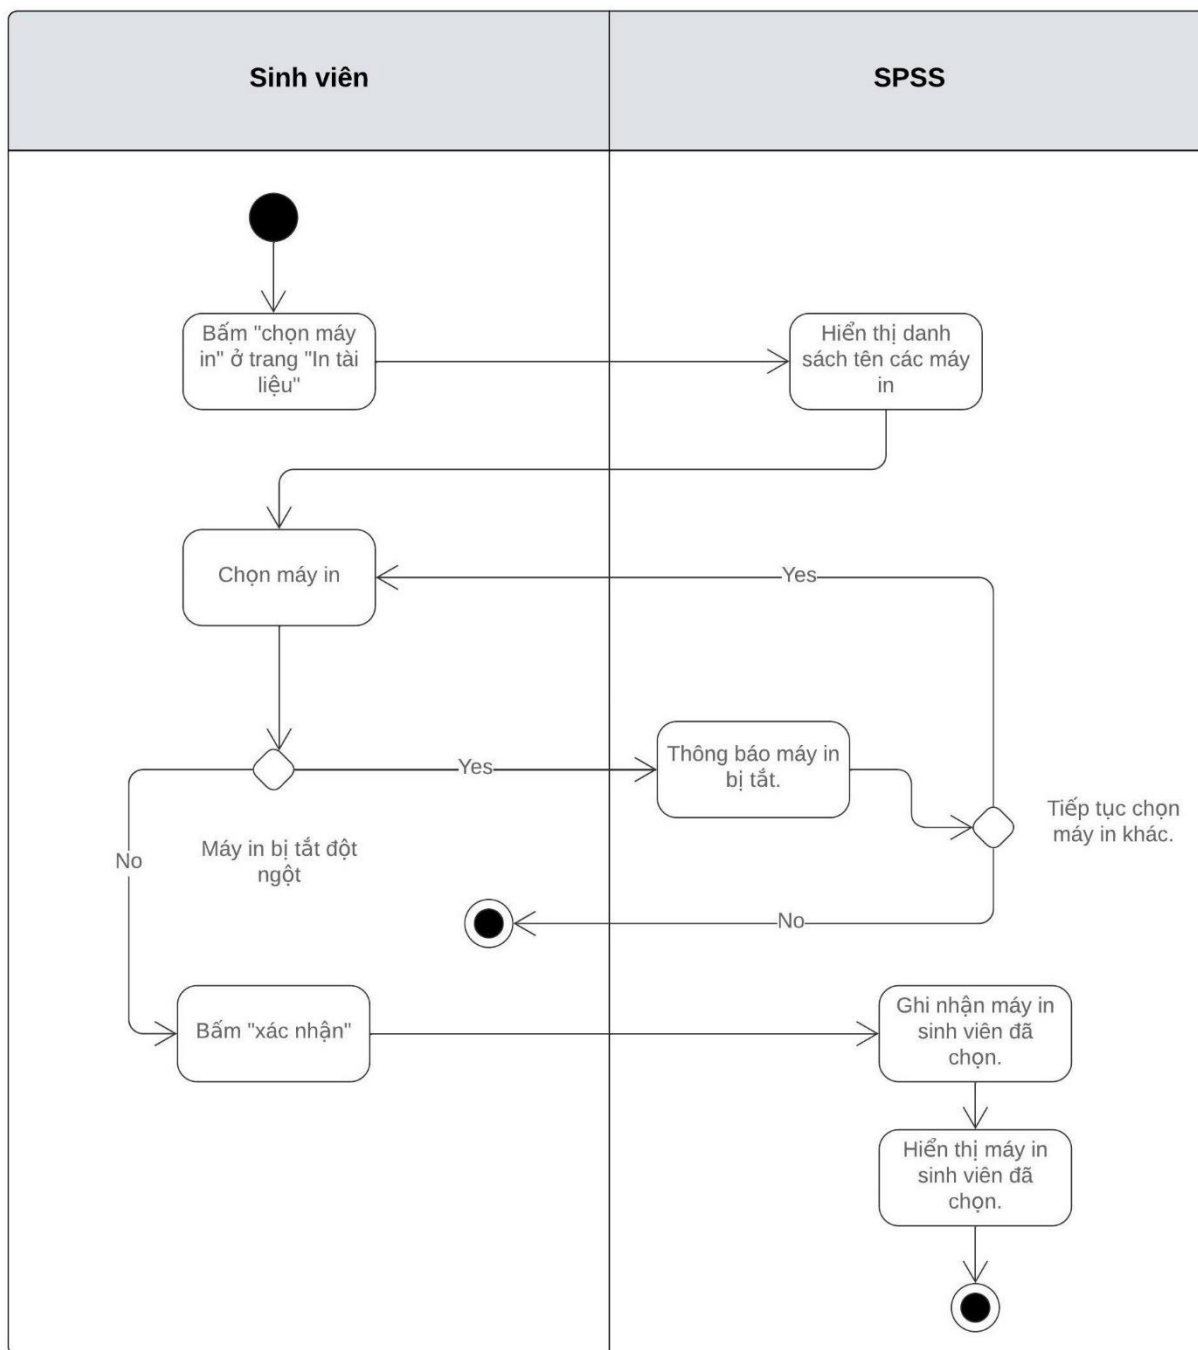 Sinh viên
SPSS
Bấm "chọn máy
in" ở trang "In tài
liệu"
Hiển thị danh
sách tên các máy
in
Chọn máy in
Yes
Yes
Thông báo máy in
bị tắt.
Tiếp tục chọn
máy in khác.
No
Máy in bị tắt đột
ngột
No
Bấm "xác nhận"
Ghi nhận máy in
sinh viên đã
chọn.
Hiển thị máy in
sinh viên đã
chọn.